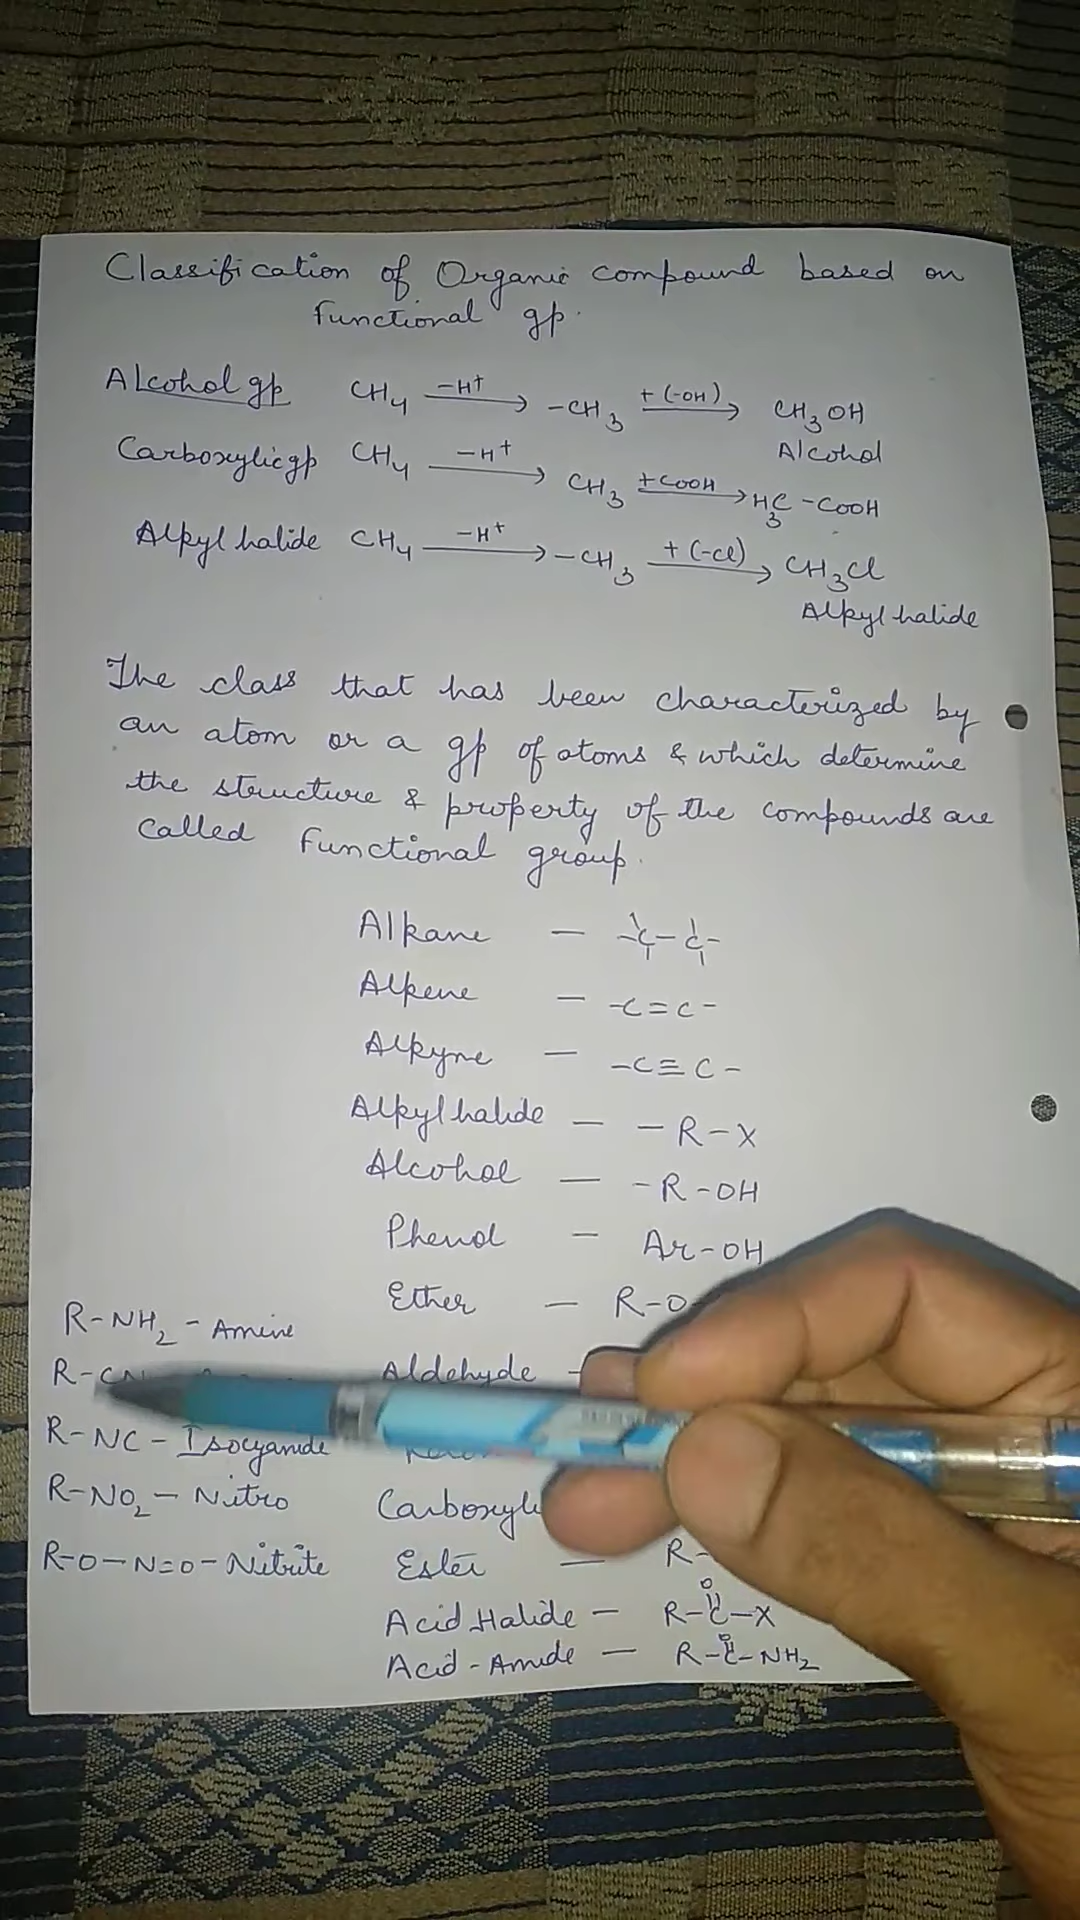 Classification of Organic compound based on
functional gp.
Alcohol gp CH4 -H+ → -CH3 + (-OH) → CH3OH
Alcohol
Carboxylic gp CH4 -H+ → CH3 +COOH → H3C-COOH
Alkyl halide CH4 -H+ → -CH3 + (-Cl) → CH3Cl
Alkyl halide
The class that has been characterized by
an atom or a gp of atoms & which determine
the structure & property of the compounds are
called functional group.
Alkane — -C-C-
Alkene — -C=C-
Alkyne — -C≡C-
Alkyl halide — -R-X
Alcohol — -R-OH
Phenol — Ar-OH
Ether — R-O
Aldehyde -
Carboxyli
Ester — R-
Acid Halide — R-C-X
O
Acid-Amide — R-C-NH2
O
R-NH2 - Amine
R-CN
R-NC - Isocyanide
R-NO2 - Nitro
R-O-N=O - Nitrite